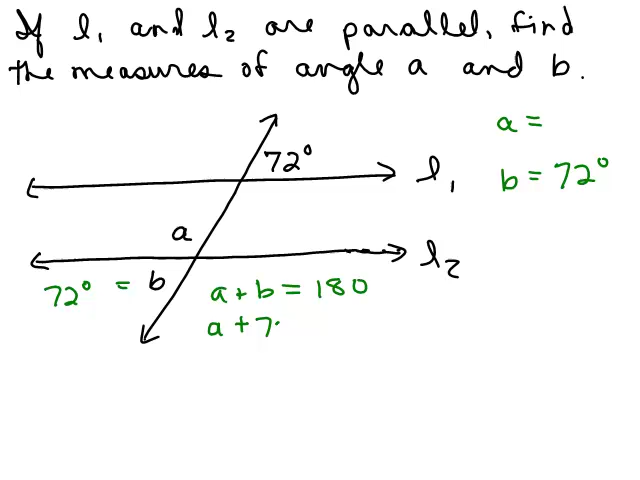 If l₁ and l₂ are parallel, find
the measures of angle a and b.
a =
72°
l₁
b = 72°
a
l₂
72° = b
a + b = 180
a + 7